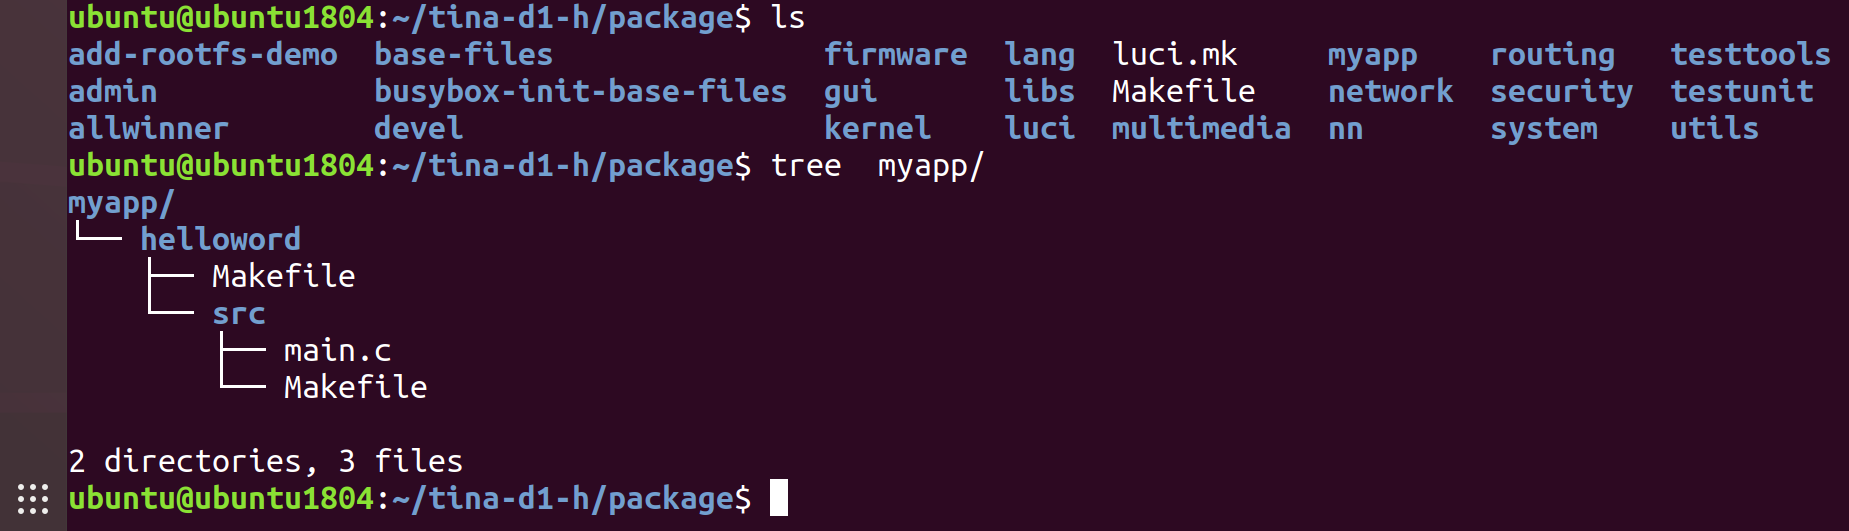 ubuntu@ubuntu1804:~/tina-d1-h/package$ ls
add-rootfs-demo  base-files               firmware  lang  luci.mk     myapp    routing   testtools
admin            busybox-init-base-files  gui       libs  Makefile    network  security  testunit
allwinner        devel                    kernel    luci  multimedia  nn       system    utils
ubuntu@ubuntu1804:~/tina-d1-h/package$ tree  myapp/
myapp/
└── helloword
    ├── Makefile
    └── src
        ├── main.c
        └── Makefile
2 directories, 3 files
ubuntu@ubuntu1804:~/tina-d1-h/package$